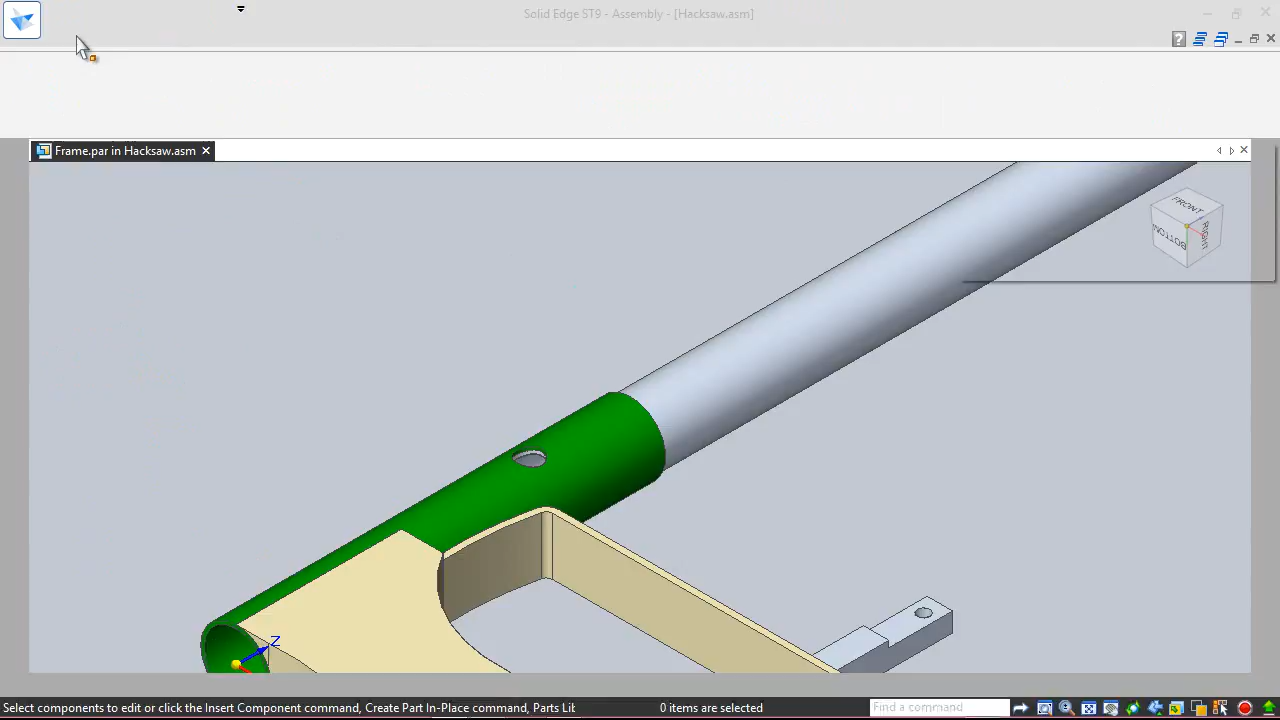 Solid Edge ST9 - Assembly - [Hacksaw.asm]
Frame.par in Hacksaw.asm
FRONT
BOTTOM
RIGHT
Z
Select components to edit or click the Insert Component command, Create Part In-Place command, Parts Lit
0 items are selected
Find a command